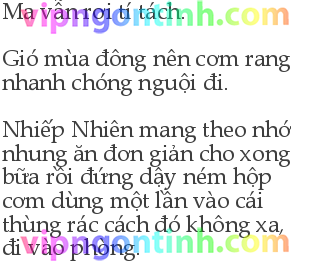 Mạ vẫn rơi tí tách.
Gió mùa đông nên cơm rang
nhanh chóng nguội đi.
Nhiếp Nhiên mang theo nhớ
nhung ăn đơn giản cho xong
bữa rồi đứng dậy ném hộp
cơm dùng một lần vào cái
thùng rác cách đó không xa,
đi vào phòng.
vipngontinh.com
vipngontinh.com